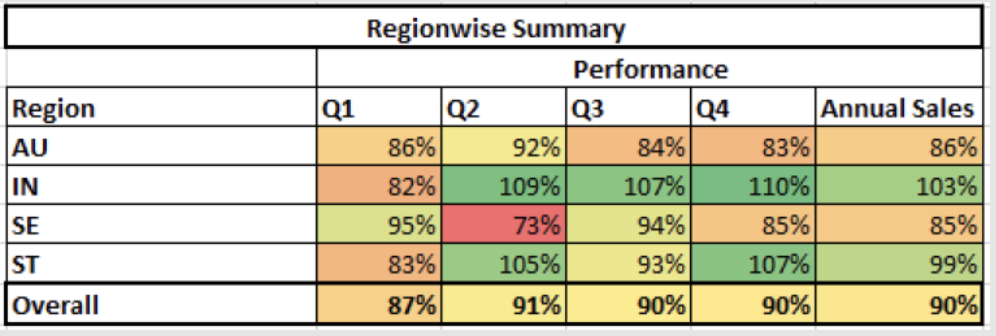 Regionwise Summary
Performance
Region Q1 Q2 Q3 Q4 Annual Sales
AU 86% 92% 84% 83% 86%
IN 82% 109% 107% 110% 103%
SE 95% 73% 94% 85% 85%
ST 83% 105% 93% 107% 99%
Overall 87% 91% 90% 90% 90%